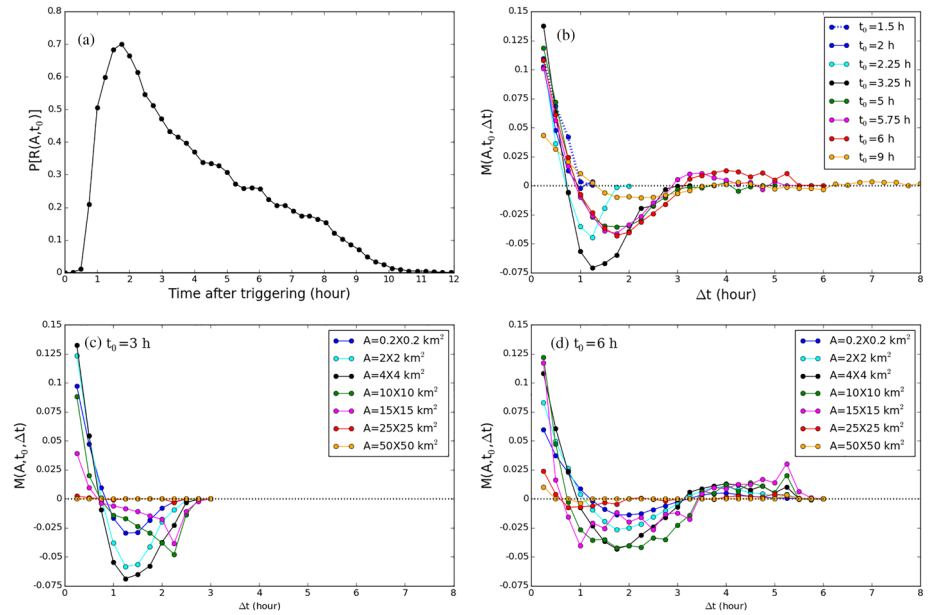 (a)
P[R(A,t₀)]
0.8
0.7
0.6
0.5
0.4
0.3
0.2
0.1
0
0 1 2 3 4 5 6 7 8 9 10 11 12
Time after triggering (hour)
(b)
M(A,t₀,Δt)
0.15
0.125
0.1
0.075
0.05
0.025
0
-0.025
-0.05
-0.075
0 1 2 3 4 5 6 7 8
Δt (hour)
t₀=1.5 h
t₀=2 h
t₀=2.25 h
t₀=3.25 h
t₀=5 h
t₀=5.75 h
t₀=6 h
t₀=9 h
(c) t₀=3 h
M(A,t₀,Δt)
0.15
0.125
0.1
0.075
0.05
0.025
0
-0.025
-0.05
-0.075
0 1 2 3 4 5 6 7 8
Δt (hour)
A=0.2X0.2 km²
A=2X2 km²
A=4X4 km²
A=10X10 km²
A=15X15 km²
A=25X25 km²
A=50X50 km²
(d) t₀=6 h
M(A,t₀,Δt)
0.15
0.125
0.1
0.075
0.05
0.025
0
-0.025
-0.05
-0.075
0 1 2 3 4 5 6 7 8
Δt (hour)
A=0.2X0.2 km²
A=2X2 km²
A=4X4 km²
A=10X10 km²
A=15X15 km²
A=25X25 km²
A=50X50 km²